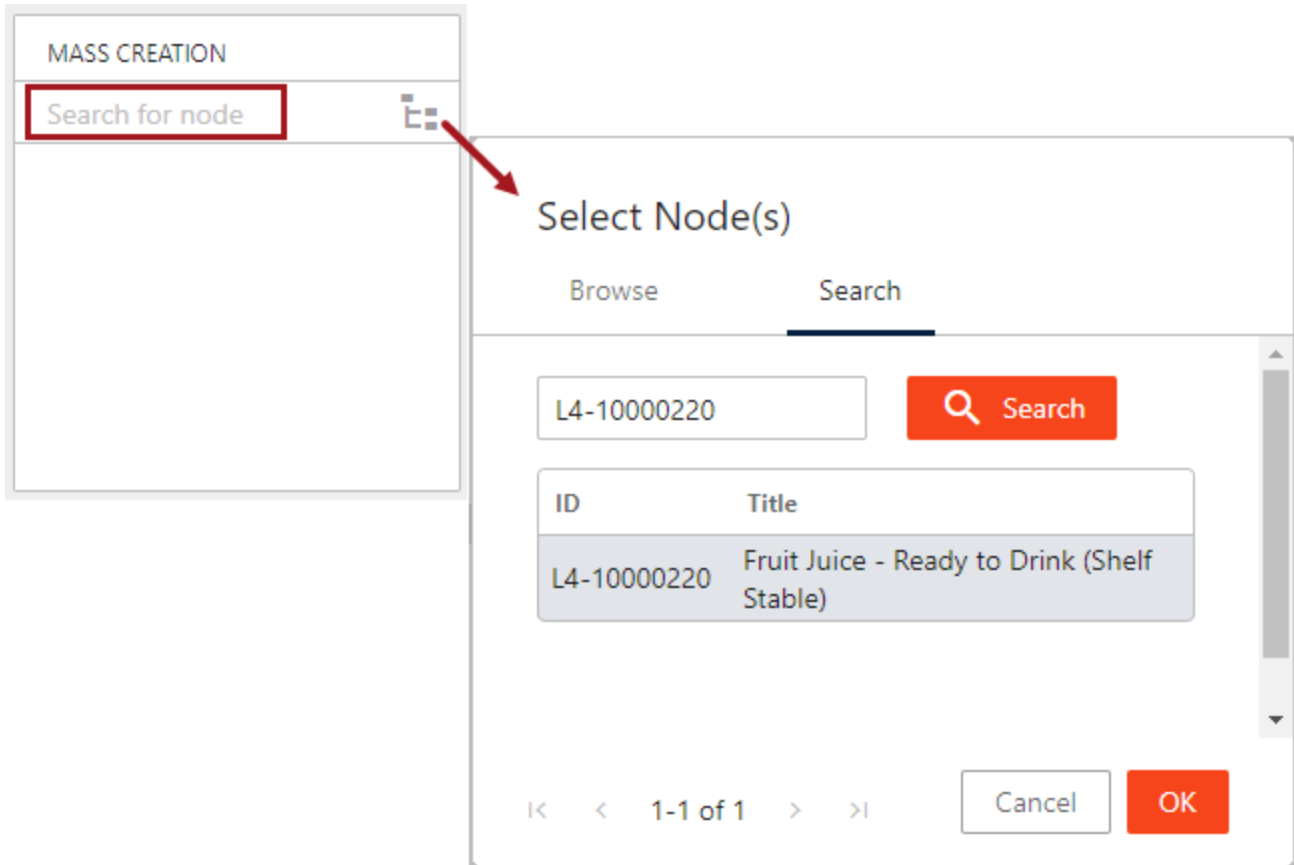 MASS CREATION
Search for node
Select Node(s)
Browse Search
L4-10000220 Search
ID Title
L4-10000220 Fruit Juice - Ready to Drink (Shelf
Stable)
1-1 of 1 Cancel OK